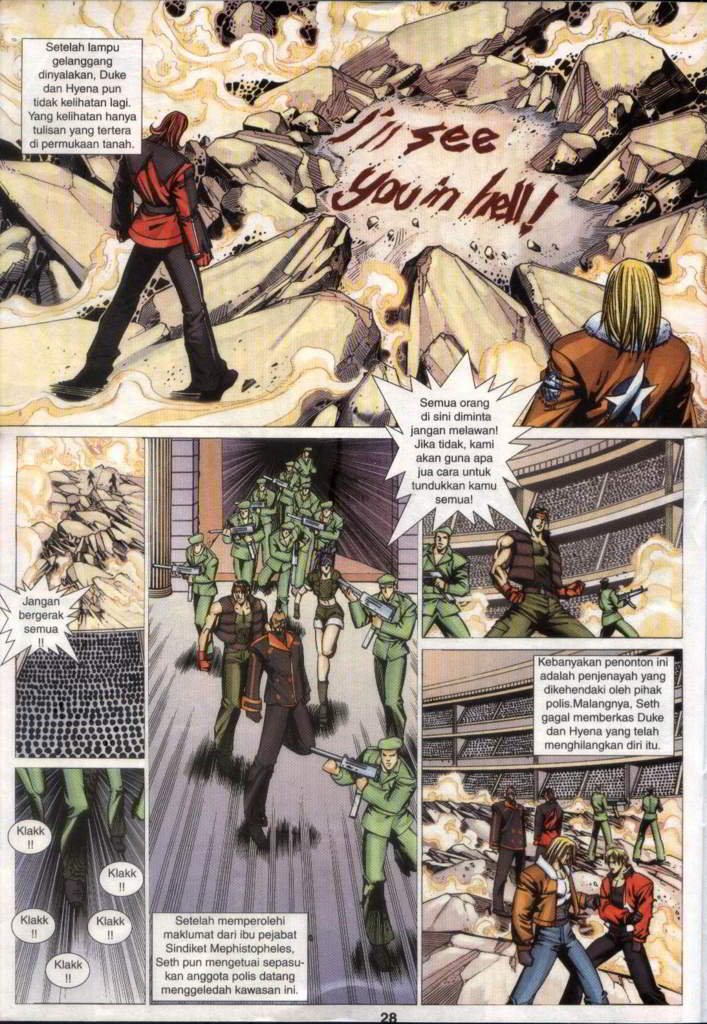 Setelah lampu
gelanggang
dinyalakan, Duke
dan Hyena pun
tidak kelihatan lagi.
Yang kelihatan hanya
tulisan yang tertera
di permukaan tanah.
I'll see
You in hell!
Semua orang
di sini diminta
jangan melawan!
Jika tidak, kami
akan guna apa
jua cara untuk
tundukkan kamu
semua!
Jangan
bergerak
semua
!!
Klakk
!!
Klakk
!!
Klakk
!!
Klakk
!!
Klakk
!!
Setelah memperolehi
maklumat dari ibu pejabat
Sindiket Mephistopheles,
Seth pun mengetuai sepasu-
kan anggota polis datang
menggeledah kawasan ini.
Kebanyakan penonton ini
adalah penjenayah yang
dikehendaki oleh pihak
polis.Malangnya, Seth
gagal memberkas Duke
dan Hyena yang telah
menghilangkan diri itu.
28